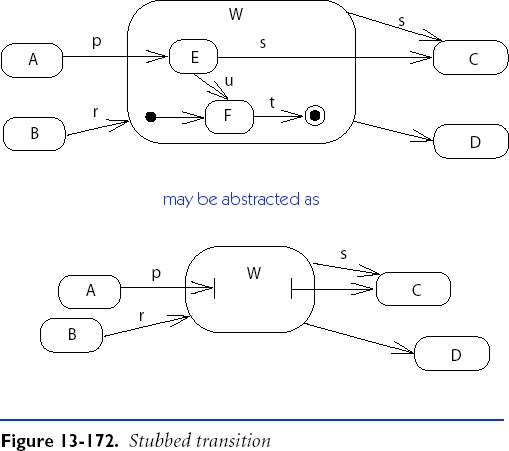 W
s
p
s
A
E
C
u
r
t
B
F
D
may be abstracted as
s
p
W
A
C
r
B
D
Figure 13-172. Stubbed transition